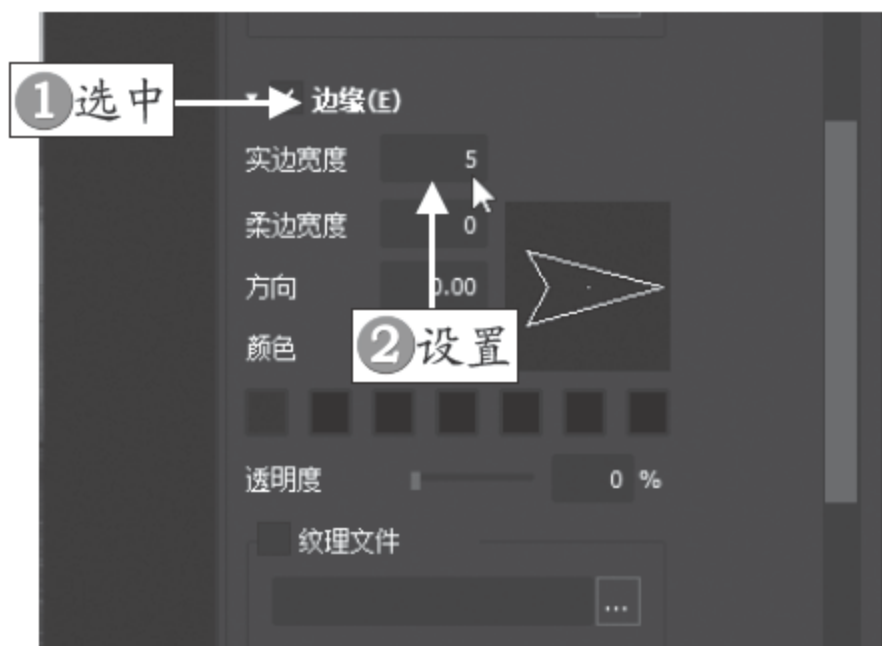 ...
1 选中
边缘(E)
实边宽度 5
柔边宽度 0
方向 0.00
颜色
2 设置
透明度 0 %
纹理文件
...